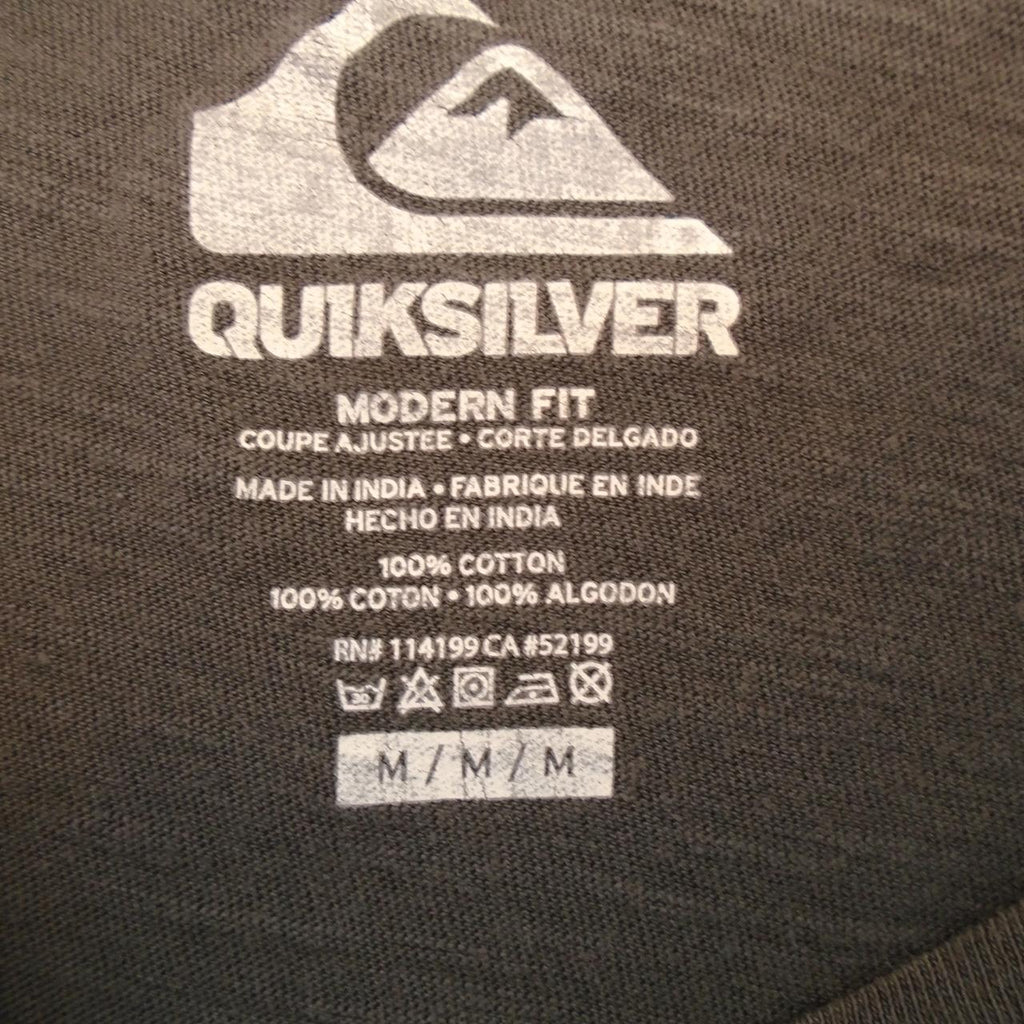 QUIKSILVER
MODERN FIT
COUPE AJUSTEE • CORTE DELGADO
MADE IN INDIA • FABRIQUE EN INDE
HECHO EN INDIA
100% COTTON
100% COTON • 100% ALGODON
RN# 114199 CA #52199
30
M / M / M